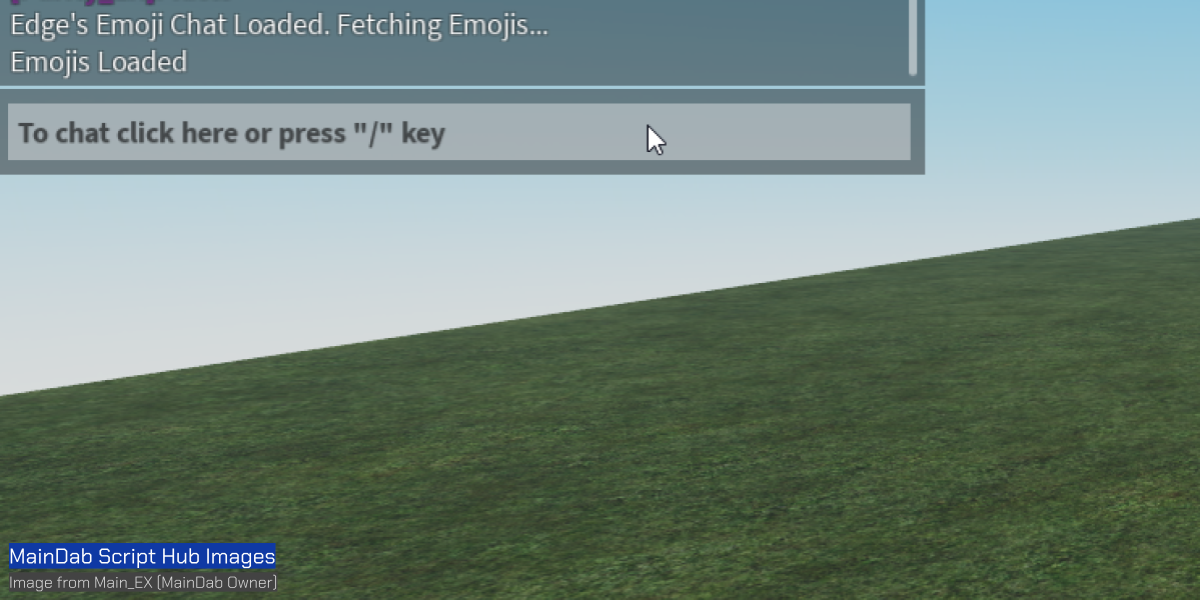 Edge's Emoji Chat Loaded. Fetching Emojis...
Emojis Loaded
To chat click here or press "/" key
MainDab Script Hub Images
Image from Main_EX [MainDab Owner]